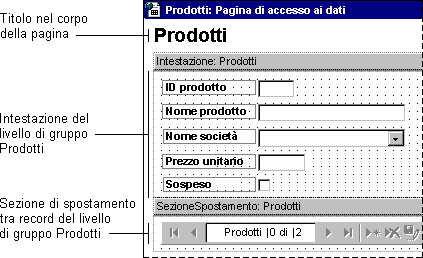 Prodotti: Pagina di accesso ai dati
Titolo nel corpo
della pagina
Prodotti
Intestazione: Prodotti
ID prodotto
Nome prodotto
Intestazione del
livello di gruppo
Prodotti
Nome società
Prezzo unitario
Sospeso
Sezione di spostamento
tra record del livello
di gruppo Prodotti
SezioneSpostamento: Prodotti
Prodotti |0 di |2